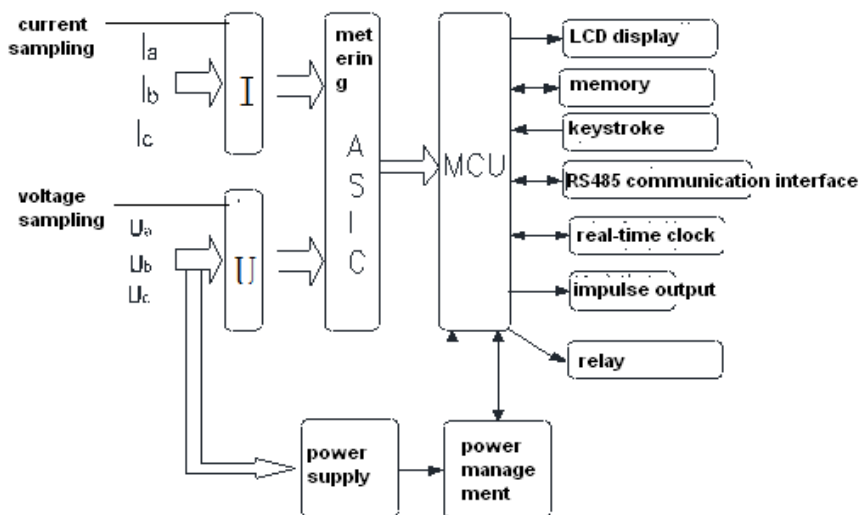 current
sampling
Ia
Ib
Ic
I
met
erin
g
A
S
I
C
MCU
LCD display
memory
keystroke
RS485 communication interface
real-time clock
impulse output
relay
voltage
sampling
Ua
Ub
Uc
U
power
supply
power
manage
ment